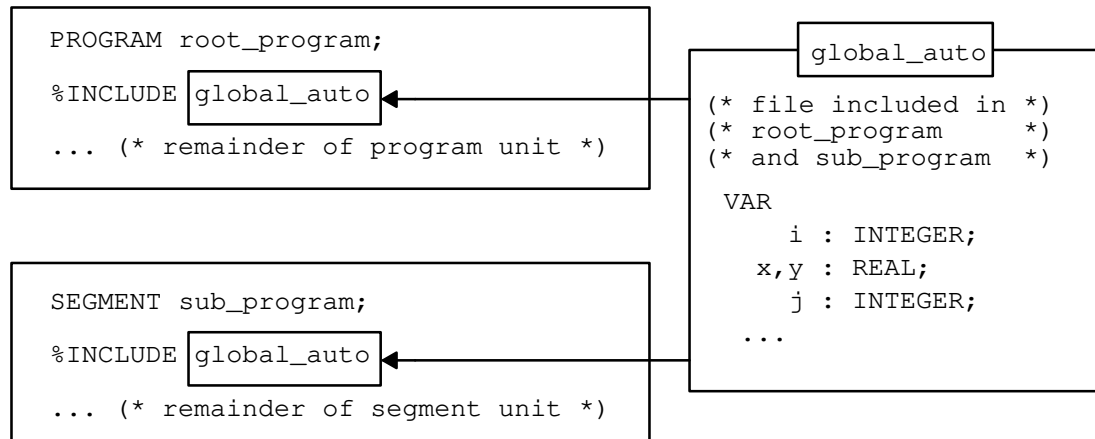 PROGRAM root_program;
%INCLUDE global_auto
... (* remainder of program unit *)
SEGMENT sub_program;
%INCLUDE global_auto
... (* remainder of segment unit *)
global_auto
(* file included in *)
(* root_program *)
(* and sub_program *)
VAR
i : INTEGER;
x,y : REAL;
j : INTEGER;
...